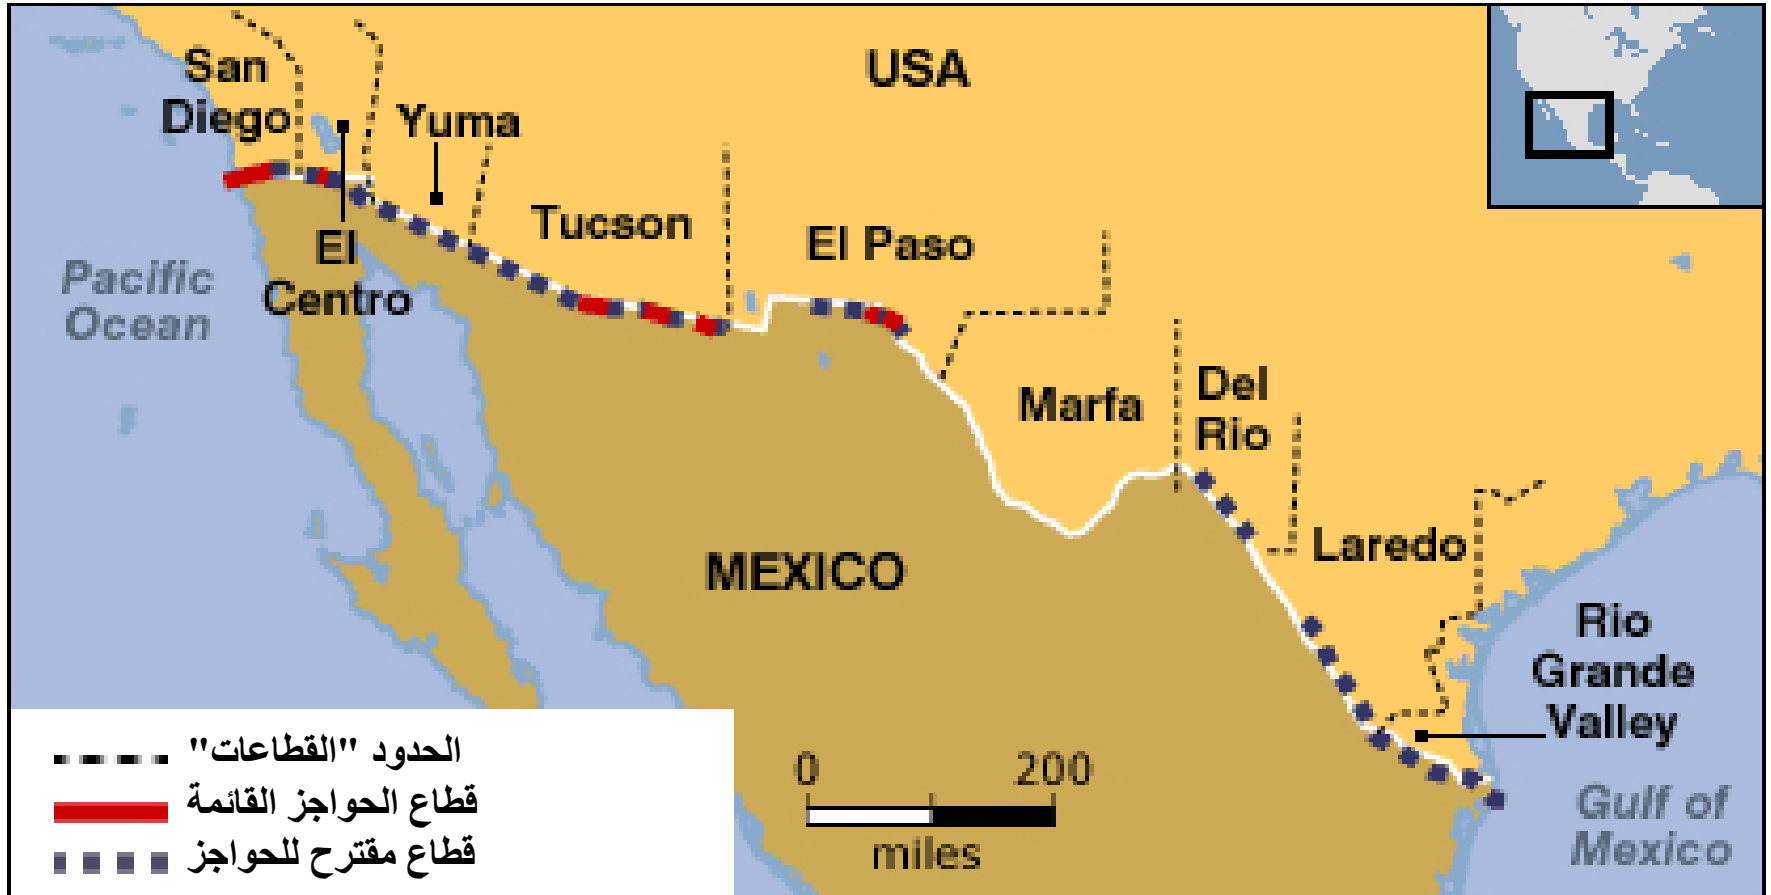 USA
San
Diego
Yuma
Tucson
El Paso
El
Centro
Pacific
Ocean
Marfa
Del
Rio
Laredo
MEXICO
Rio
Grande
Valley
Gulf of
Mexico
0 200
miles
الحدود "القطاعات"
قطاع الحواجز القائمة
قطاع مقترح للحواجز